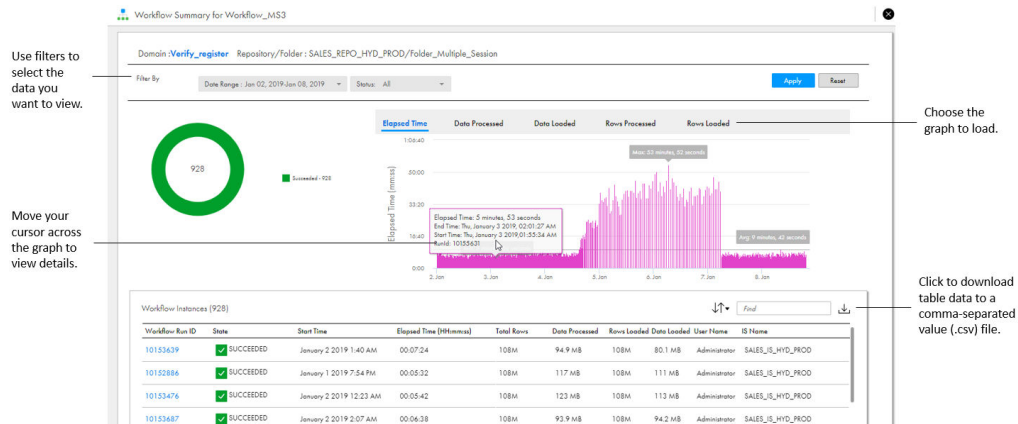 Workflow Summary for Workflow_MS3
Domain :Verify_register Repository/Folder : SALES_REPO_HYD_PROD/Folder_Multiple_Session
Use filters to
select the
data you
want to view.
Filter By
Date Range : Jan 02, 2019-Jan 08, 2019
Status: All
Apply
Reset
Elapsed Time
Data Processed
Data Loaded
Rows Processed
Rows Loaded
Choose the
graph to load.
928
Succeeded - 928
Elapsed Time (mm:ss)
1:06:40
50:00
33:20
16:40
0:00
Max: 53 minutes, 52 seconds
Avg: 9 minutes, 42 seconds
Elapsed Time: 5 minutes, 53 seconds
End Time: Thu, January 3 2019, 02:01:27 AM
Start Time: Thu, January 3 2019,01:55:34 AM
RunId: 10155631
2. Jan
3. Jan
4. Jan
5. Jan
6. Jan
7. Jan
8. Jan
Move your
cursor across
the graph to
view details.
Workflow Instances (928)
Find
Click to download
table data to a
comma-separated
value (.csv) file.
Workflow Run ID State Start Time Elapsed Time (HH:mm:ss) Total Rows Data Processed Rows Loaded Data Loaded User Name IS Name
10153639 SUCCEEDED January 2 2019 1:40 AM 00:07:24 108M 94.9 MB 108M 80.1 MB Administrator SALES_IS_HYD_PROD
10152886 SUCCEEDED January 1 2019 7:54 PM 00:05:32 108M 117 MB 108M 111 MB Administrator SALES_IS_HYD_PROD
10153476 SUCCEEDED January 2 2019 12:23 AM 00:05:42 108M 123 MB 108M 113 MB Administrator SALES_IS_HYD_PROD
10153687 SUCCEEDED January 2 2019 2:07 AM 00:06:38 108M 93.9 MB 108M 94.2 MB Administrator SALES_IS_HYD_PROD